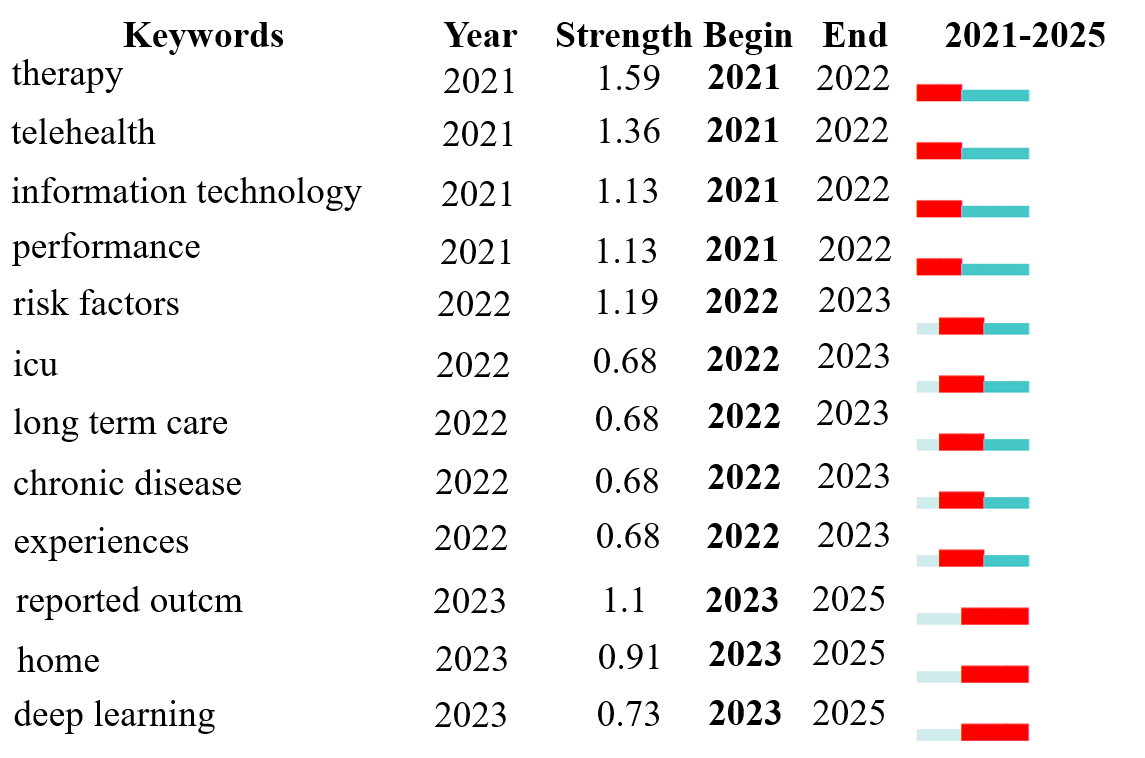 Keywords Year Strength Begin End 2021-2025
therapy 2021 1.59 2021 2022
telehealth 2021 1.36 2021 2022
information technology 2021 1.13 2021 2022
performance 2021 1.13 2021 2022
risk factors 2022 1.19 2022 2023
icu 2022 0.68 2022 2023
long term care 2022 0.68 2022 2023
chronic disease 2022 0.68 2022 2023
experiences 2022 0.68 2022 2023
reported outcm 2023 1.1 2023 2025
home 2023 0.91 2023 2025
deep learning 2023 0.73 2023 2025